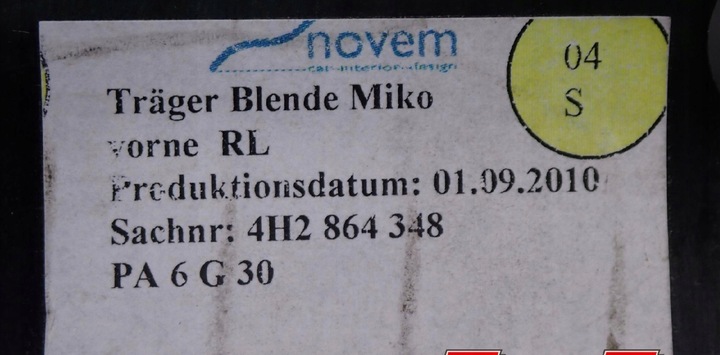 novem
car interior design
04
S
Träger Blende Miko
vorne RL
Produktionsdatum: 01.09.2010
Sachnr: 4H2 864 348
PA 6 G 30